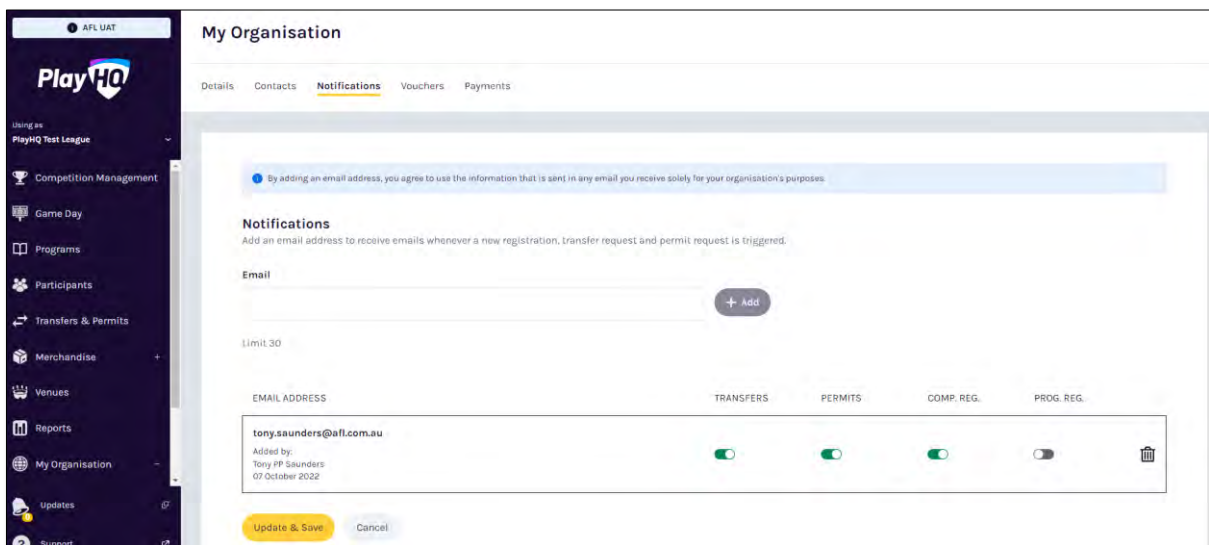 AFL UAT
PlayHQ
Using as
PlayHQ Test League
Competition Management
Game Day
Programs
Participants
Transfers & Permits
Merchandise +
Venues
Reports
My Organisation –
Updates
0
Support
My Organisation
Details Contacts Notifications Vouchers Payments
By adding an email address, you agree to use the information that is sent in any email you receive solely for your organisation's purposes.
Notifications
Add an email address to receive emails whenever a new registration, transfer request and permit request is triggered.
Email
+ Add
Limit 30
EMAIL ADDRESS TRANSFERS PERMITS COMP. REG. PROG. REG.
tony.saunders@afl.com.au
Added by:
Tony PP Saunders
07 October 2022
Update & Save Cancel